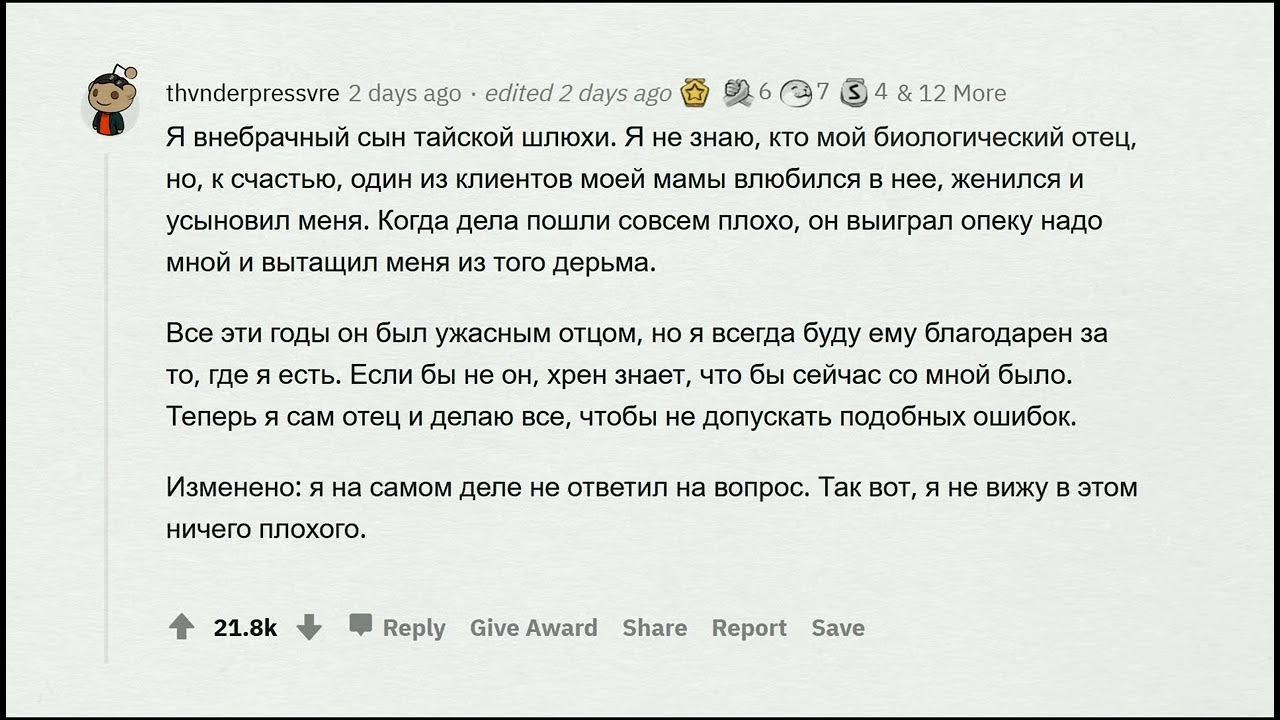 thvnderpressvre 2 days ago · edited 2 days ago 6 7 S 4 & 12 More
Я внебрачный сын тайской шлюхи. Я не знаю, кто мой биологический отец,
но, к счастью, один из клиентов моей мамы влюбился в нее, женился и
усыновил меня. Когда дела пошли совсем плохо, он выиграл опеку надо
мной и вытащил меня из того дерьма.
Все эти годы он был ужасным отцом, но я всегда буду ему благодарен за
то, где я есть. Если бы не он, хрен знает, что бы сейчас со мной было.
Теперь я сам отец и делаю все, чтобы не допускать подобных ошибок.
Изменено: я на самом деле не ответил на вопрос. Так вот, я не вижу в этом
ничего плохого.
21.8k Reply Give Award Share Report Save